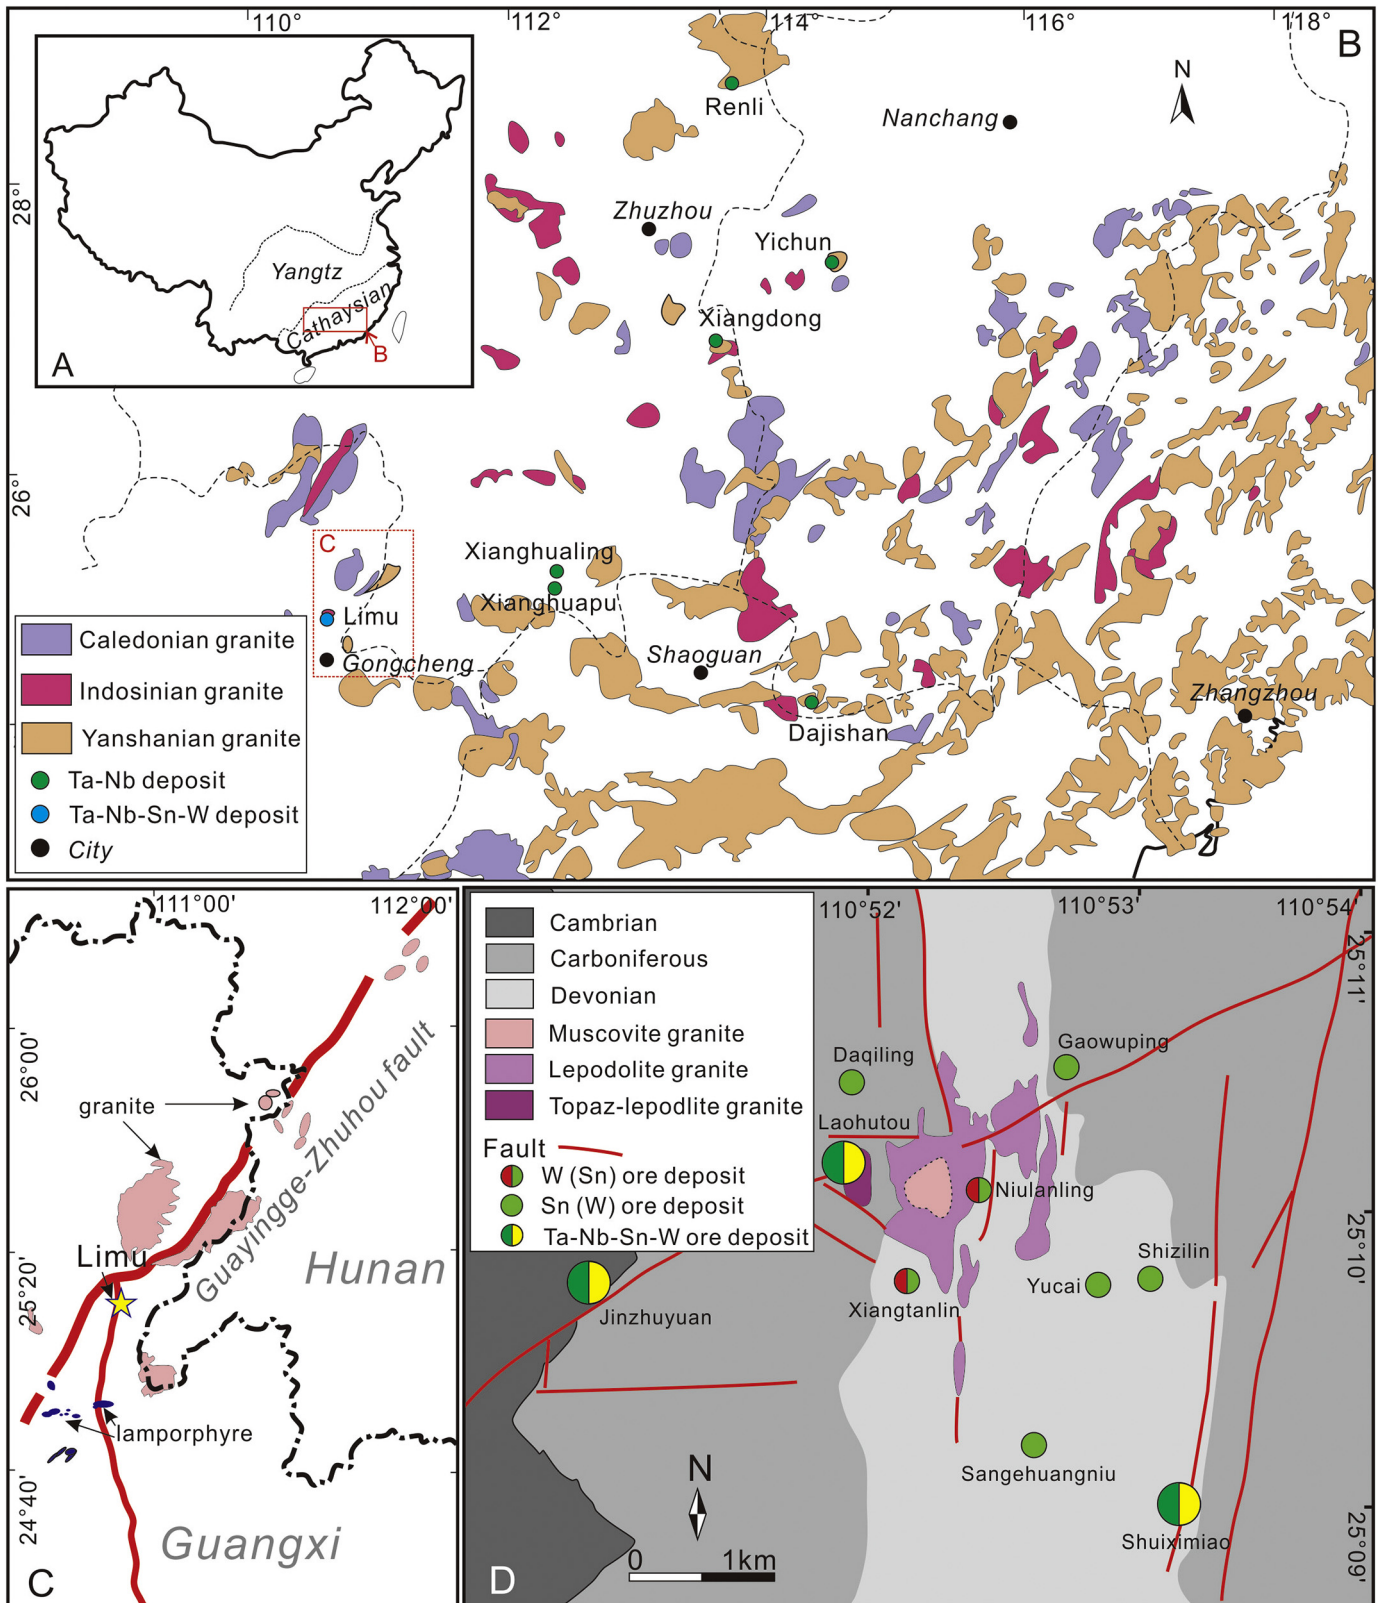 110°
112°
114°
116°
118°
B
N
Renli
Nanchang
28°
Yangtz
Cathaysian
B
A
Zhuzhou
Yichun
Xiangdong
26°
C
Xianghualing
Xianghuapu
Limu
Gongcheng
Shaoguan
Zhangzhou
Dajishan
Caledonian granite
Indosinian granite
Yanshanian granite
Ta-Nb deposit
Ta-Nb-Sn-W deposit
City
111°00'
112°00'
26°00'
granite
Guayingge-Zhuhou fault
Limu
Hunan
25°20'
lamporphyre
24°40'
Guangxi
C
Cambrian
Carboniferous
Devonian
Muscovite granite
Lepodolite granite
Topaz-lepodlite granite
Fault
W (Sn) ore deposit
Sn (W) ore deposit
Ta-Nb-Sn-W ore deposit
110°52'
110°53'
110°54'
25°11'
Daqiling
Gaowuping
Laohutou
Niulanling
Shizilin
25°10'
Yucai
Xiangtanlin
Jinzhuyuan
Sangehuangniu
N
Shuiximiao
25°09'
0 1km
D